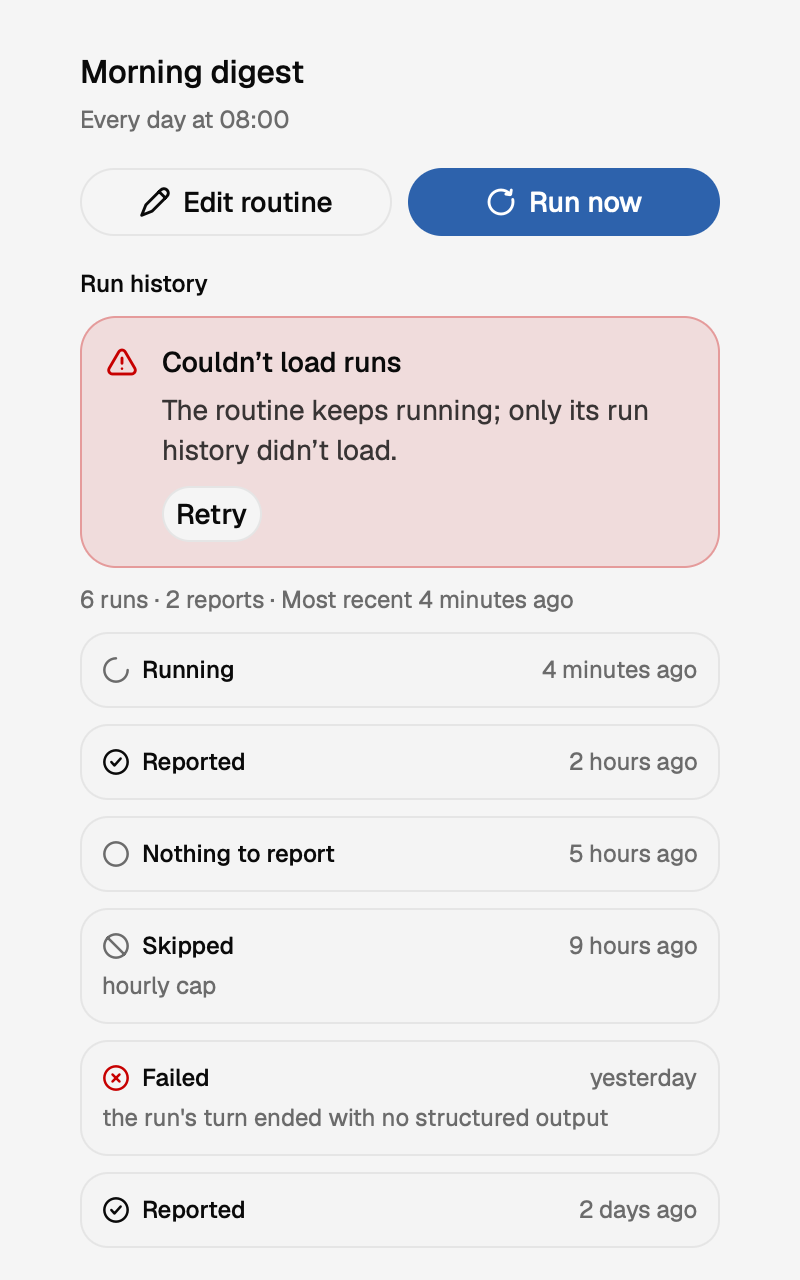 Morning digest
Every day at 08:00
Edit routine
Run now
Run history
Couldn’t load runs
The routine keeps running; only its run
history didn’t load.
Retry
6 runs · 2 reports · Most recent 4 minutes ago
Running
4 minutes ago
Reported
2 hours ago
Nothing to report
5 hours ago
Skipped
9 hours ago
hourly cap
Failed
yesterday
the run's turn ended with no structured output
Reported
2 days ago